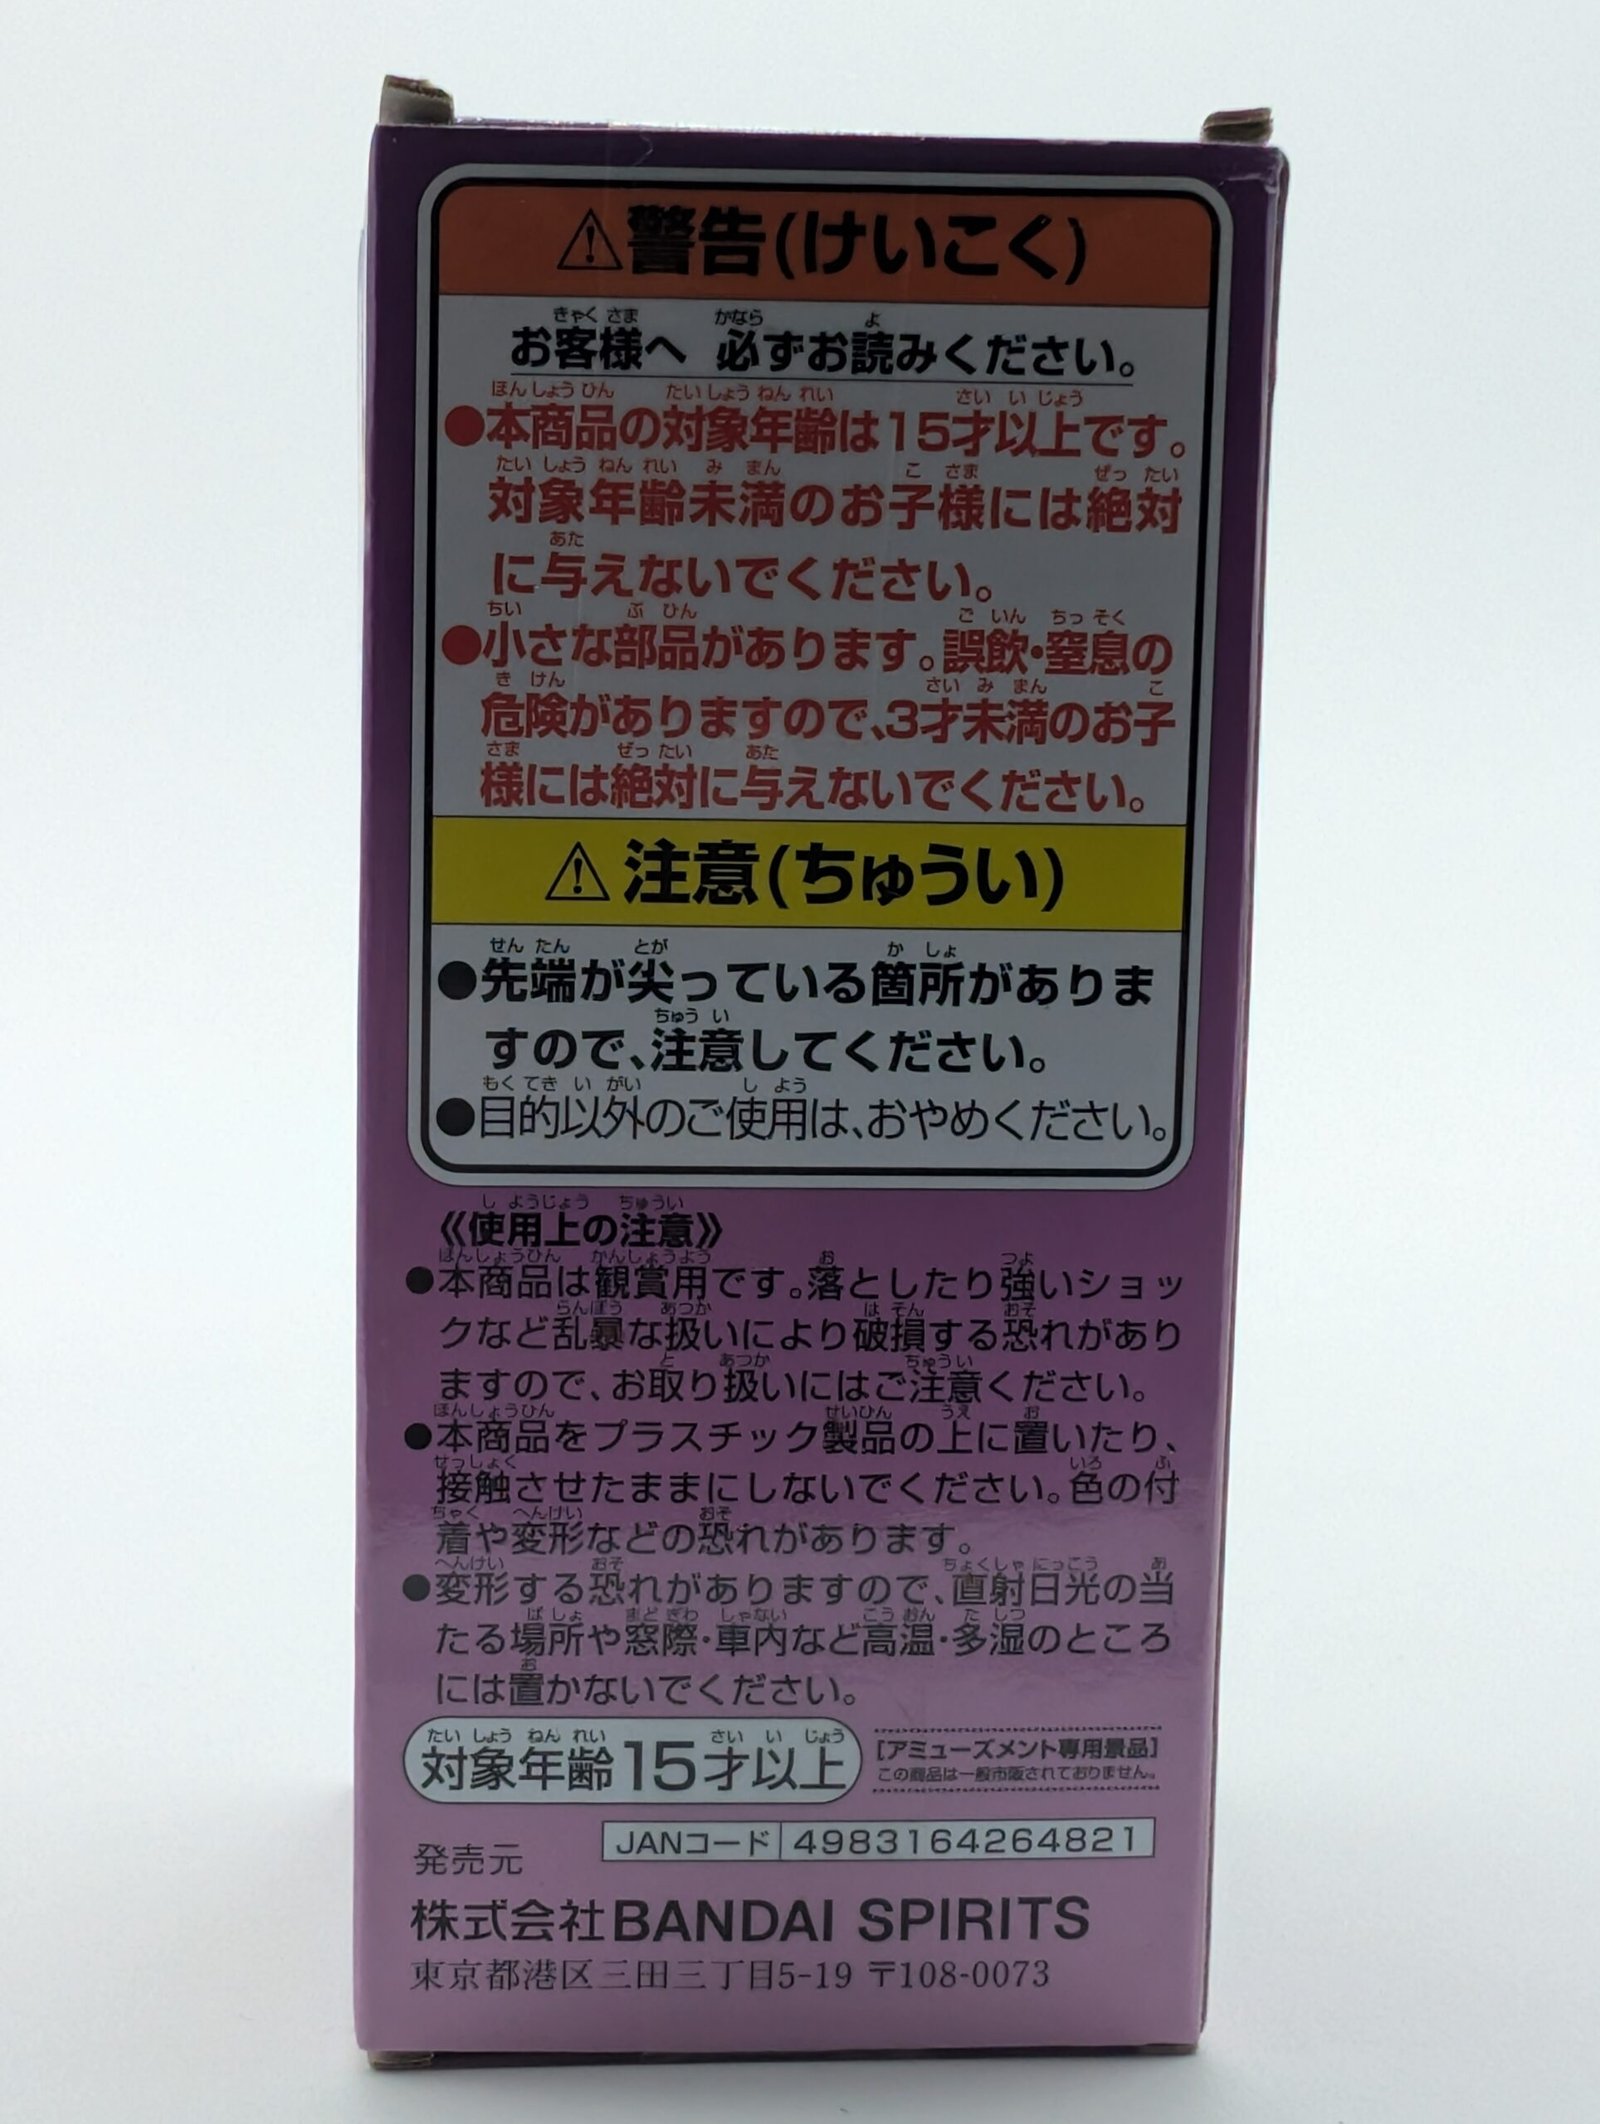 ⚠警告(けいこく)
お客様へ 必ずお読みください。
●本商品の対象年齢は15才以上です。
対象年齢未満のお子様には絶対
に与えないでください。
●小さな部品があります。誤飲・窒息の
危険がありますので、3才未満のお子
様には絶対に与えないでください。
⚠注意(ちゅうい)
●先端が尖っている箇所がありま
すので、注意してください。
●目的以外のご使用は、おやめください。
《使用上の注意》
●本商品は観賞用です。落としたり強いショッ
クなど乱暴な扱いにより破損する恐れがあり
ますので、お取り扱いにはご注意ください。
●本商品をプラスチック製品の上に置いたり、
接触させたままにしないでください。色の付
着や変形などの恐れがあります。
●変形する恐れがありますので、直射日光の当
たる場所や窓際・車内など高温・多湿のところ
には置かないでください。
対象年齢15才以上
[アミューズメント専用景品]
この商品は一般市販されておりません。
JANコード 4983164264821
発売元
株式会社BANDAI SPIRITS
東京都港区三田三丁目5-19 〒108-0073